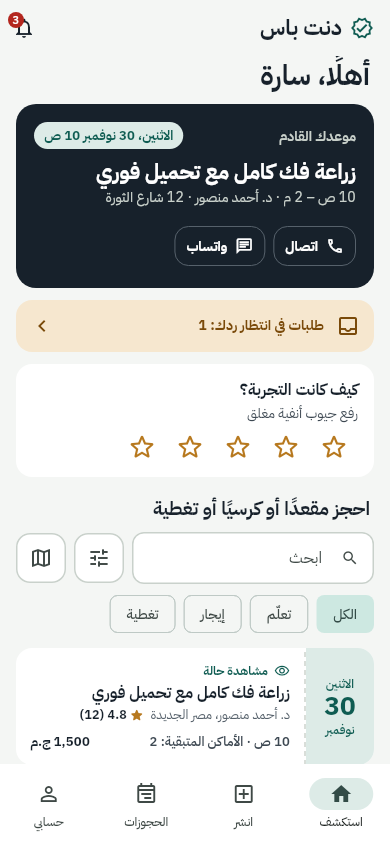 دنت باس
3
أهلًا، سارة
موعدك القادم
الاثنين، 30 نوفمبر 10 ص
زراعة فك كامل مع تحميل فوري
10 ص – 2 م · د. أحمد منصور · 12 شارع الثورة
اتصال
واتساب
طلبات في انتظار ردك: 1
كيف كانت التجربة؟
رفع جيوب أنفية مغلق
احجز مقعدًا أو كرسيًا أو تغطية
ابحث
الكل
تعلّم
إيجار
تغطية
الاثنين
30
نوفمبر
مشاهدة حالة
زراعة فك كامل مع تحميل فوري
د. أحمد منصور، مصر الجديدة 4.8 (12)
10 ص · الأماكن المتبقية: 2
1,500 ج.م
استكشف
انشر
الحجوزات
حسابي